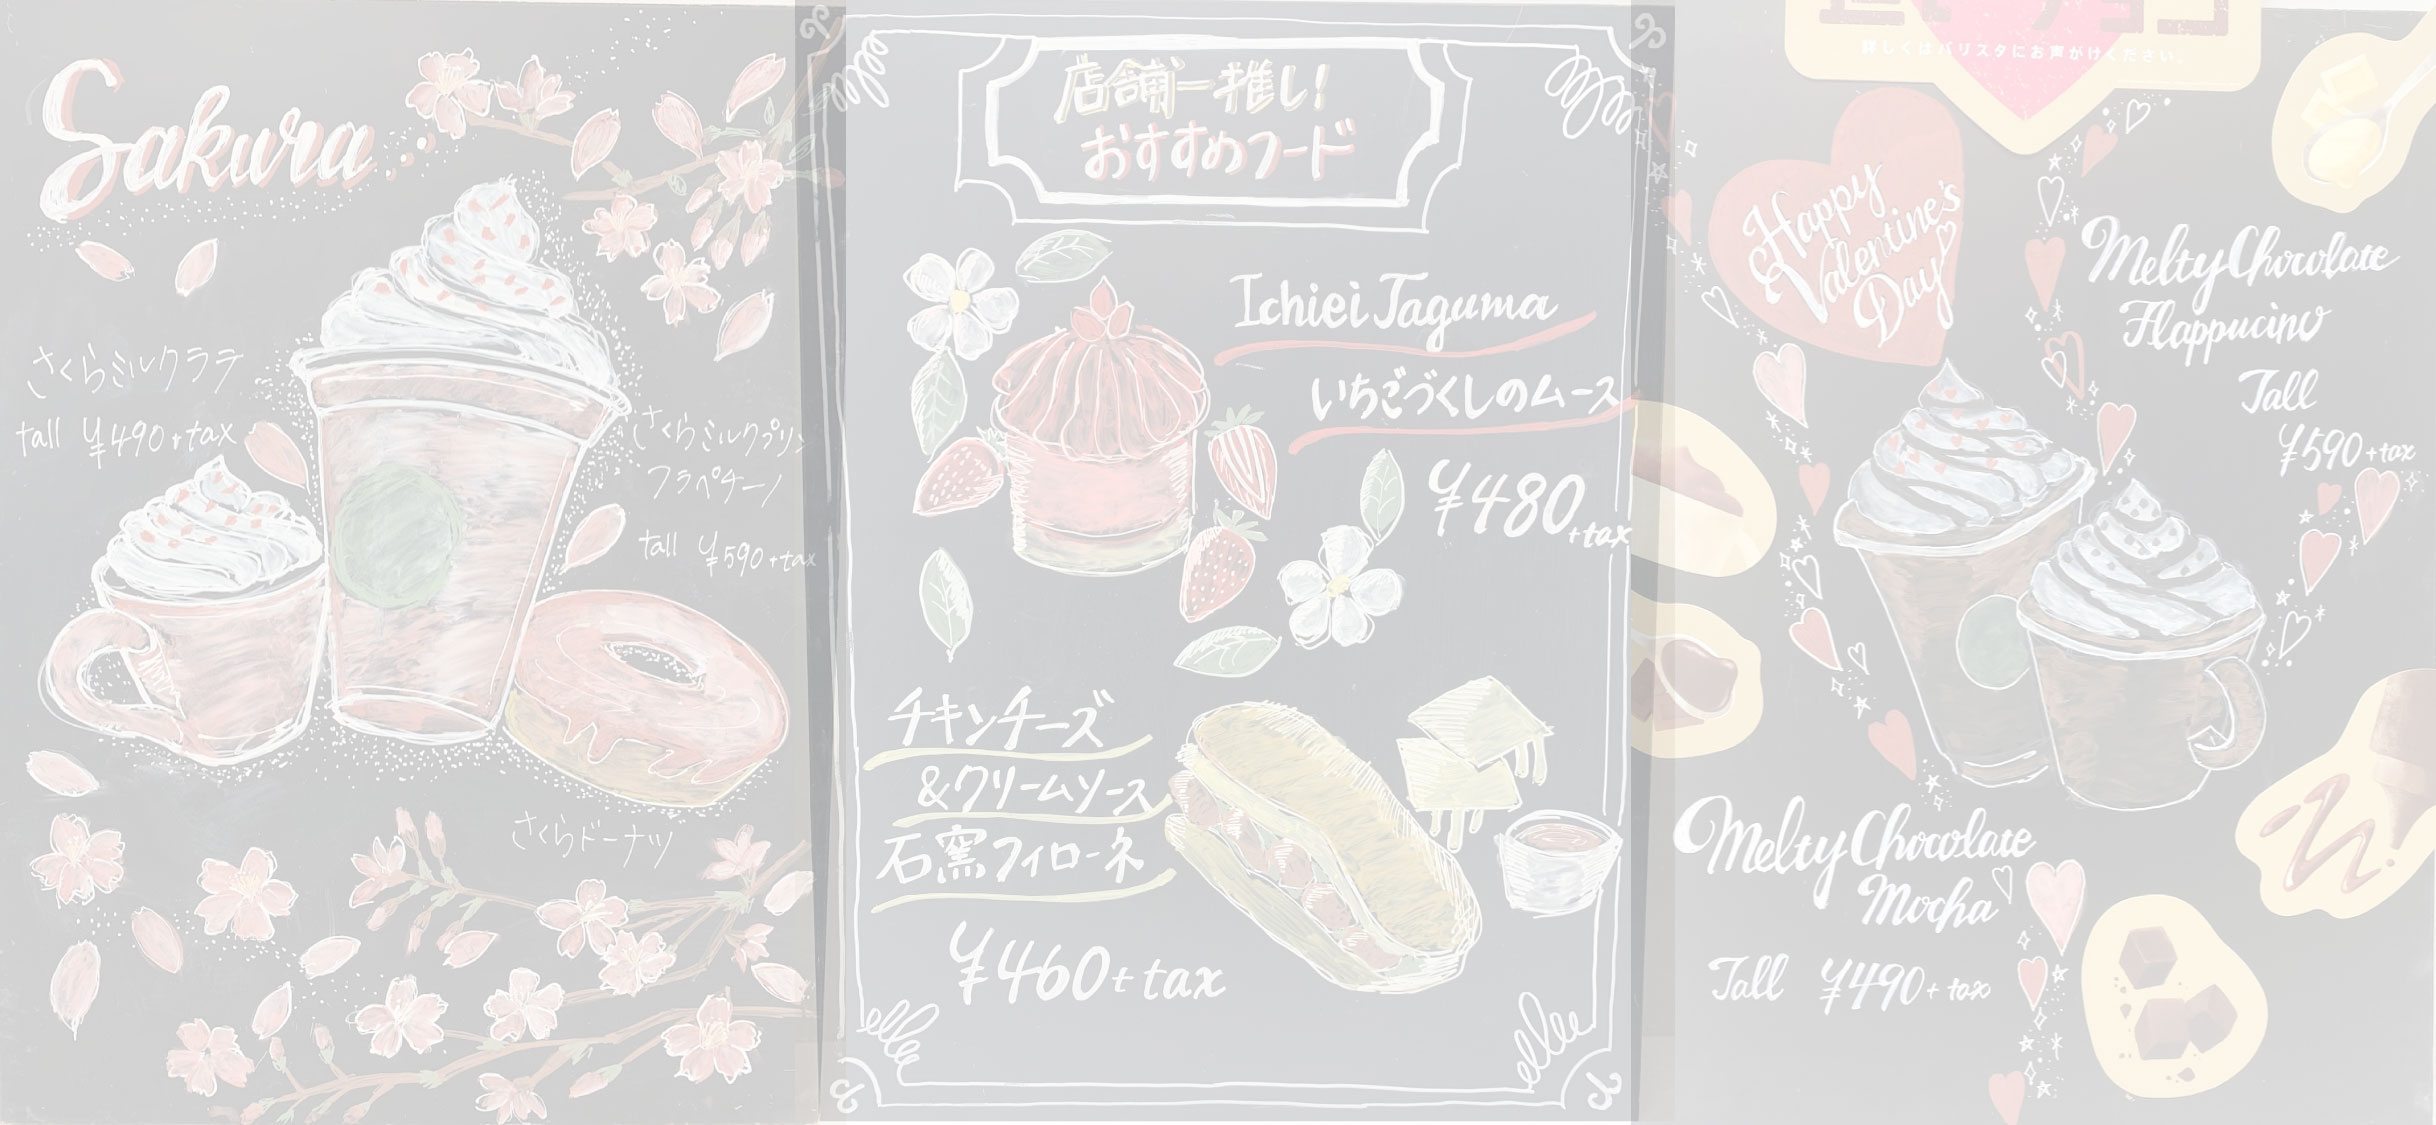 Sakura
さくらミルクラテ
tall ¥490+tax
さくらミルクプリン
フラペチーノ
tall ¥590+tax
さくらドーナツ
店舗一推し!
おすすめフード
Ichiei Taguma
いちごづくしのムース
¥480+tax
チキンチーズ
&クリームソース
石窯フィローネ
¥460+tax
詳しくはバリスタにお声がけください。
Happy
Valentine's
Day
Melty Chocolate
Flappucino
Tall
¥590+tax
Melty Chocolate
Mocha
Tall ¥490+tax